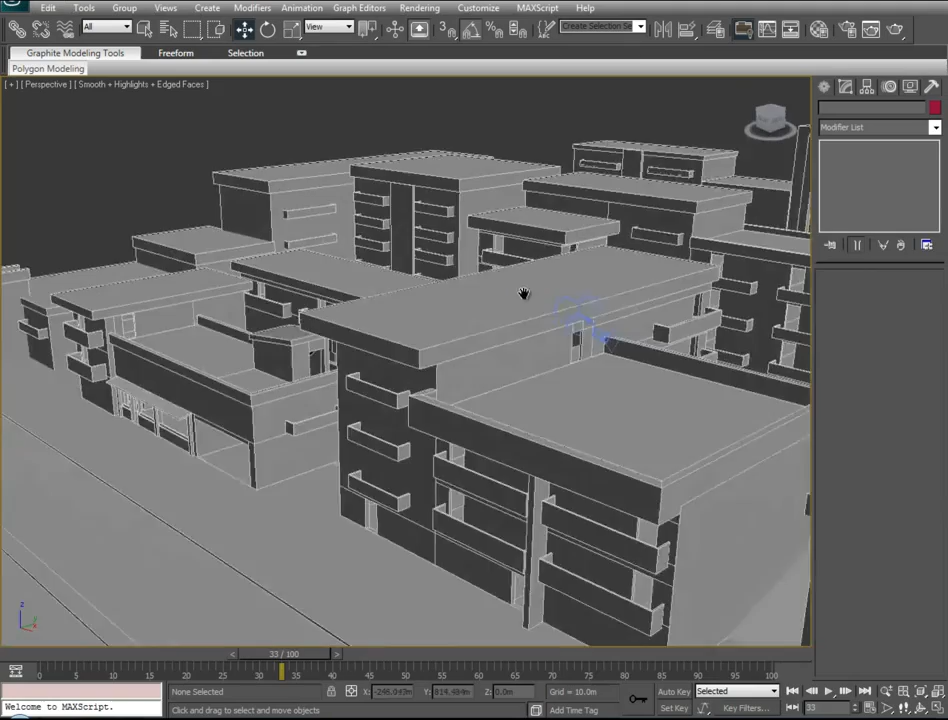 Edit Tools Group Views Create Modifiers Animation Graph Editors Rendering Customize MAXScript Help
All View 3 Create Selection Se
Graphite Modeling Tools Freeform Selection
Polygon Modeling
[ + ] [ Perspective ] [ Smooth + Highlights + Edged Faces ]
Modifier List
z
33 / 100
0 5 10 15 20 25 30 35 40 45 50 55 60 65 70 75 80 85 90 95 100
None Selected X: Y: Z: 0.0m Grid = 10.0m Auto Key Selected
Welcome to MAXScript. Click and drag to select and move objects Add Time Tag Set Key Key Filters... 33